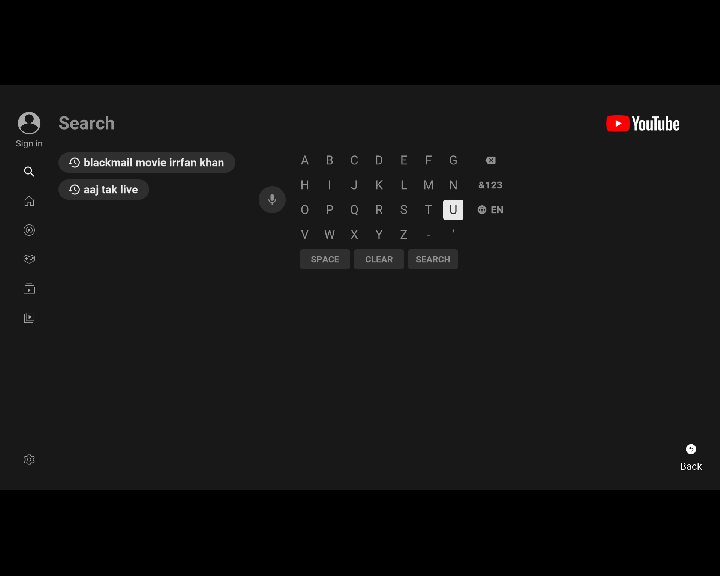 Search
YouTube
Sign in
blackmail movie irrfan khan
aaj tak live
A B C D E F G
H I J K L M N &123
O P Q R S T U EN
V W X Y Z - '
SPACE CLEAR SEARCH
Back